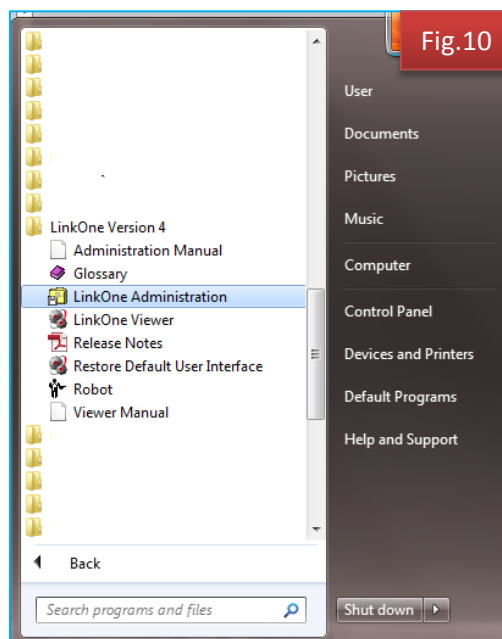 Fig.10
LinkOne Version 4
Administration Manual
Glossary
LinkOne Administration
LinkOne Viewer
Release Notes
Restore Default User Interface
Robot
Viewer Manual
Back
Search programs and files
User
Documents
Pictures
Music
Computer
Control Panel
Devices and Printers
Default Programs
Help and Support
Shut down